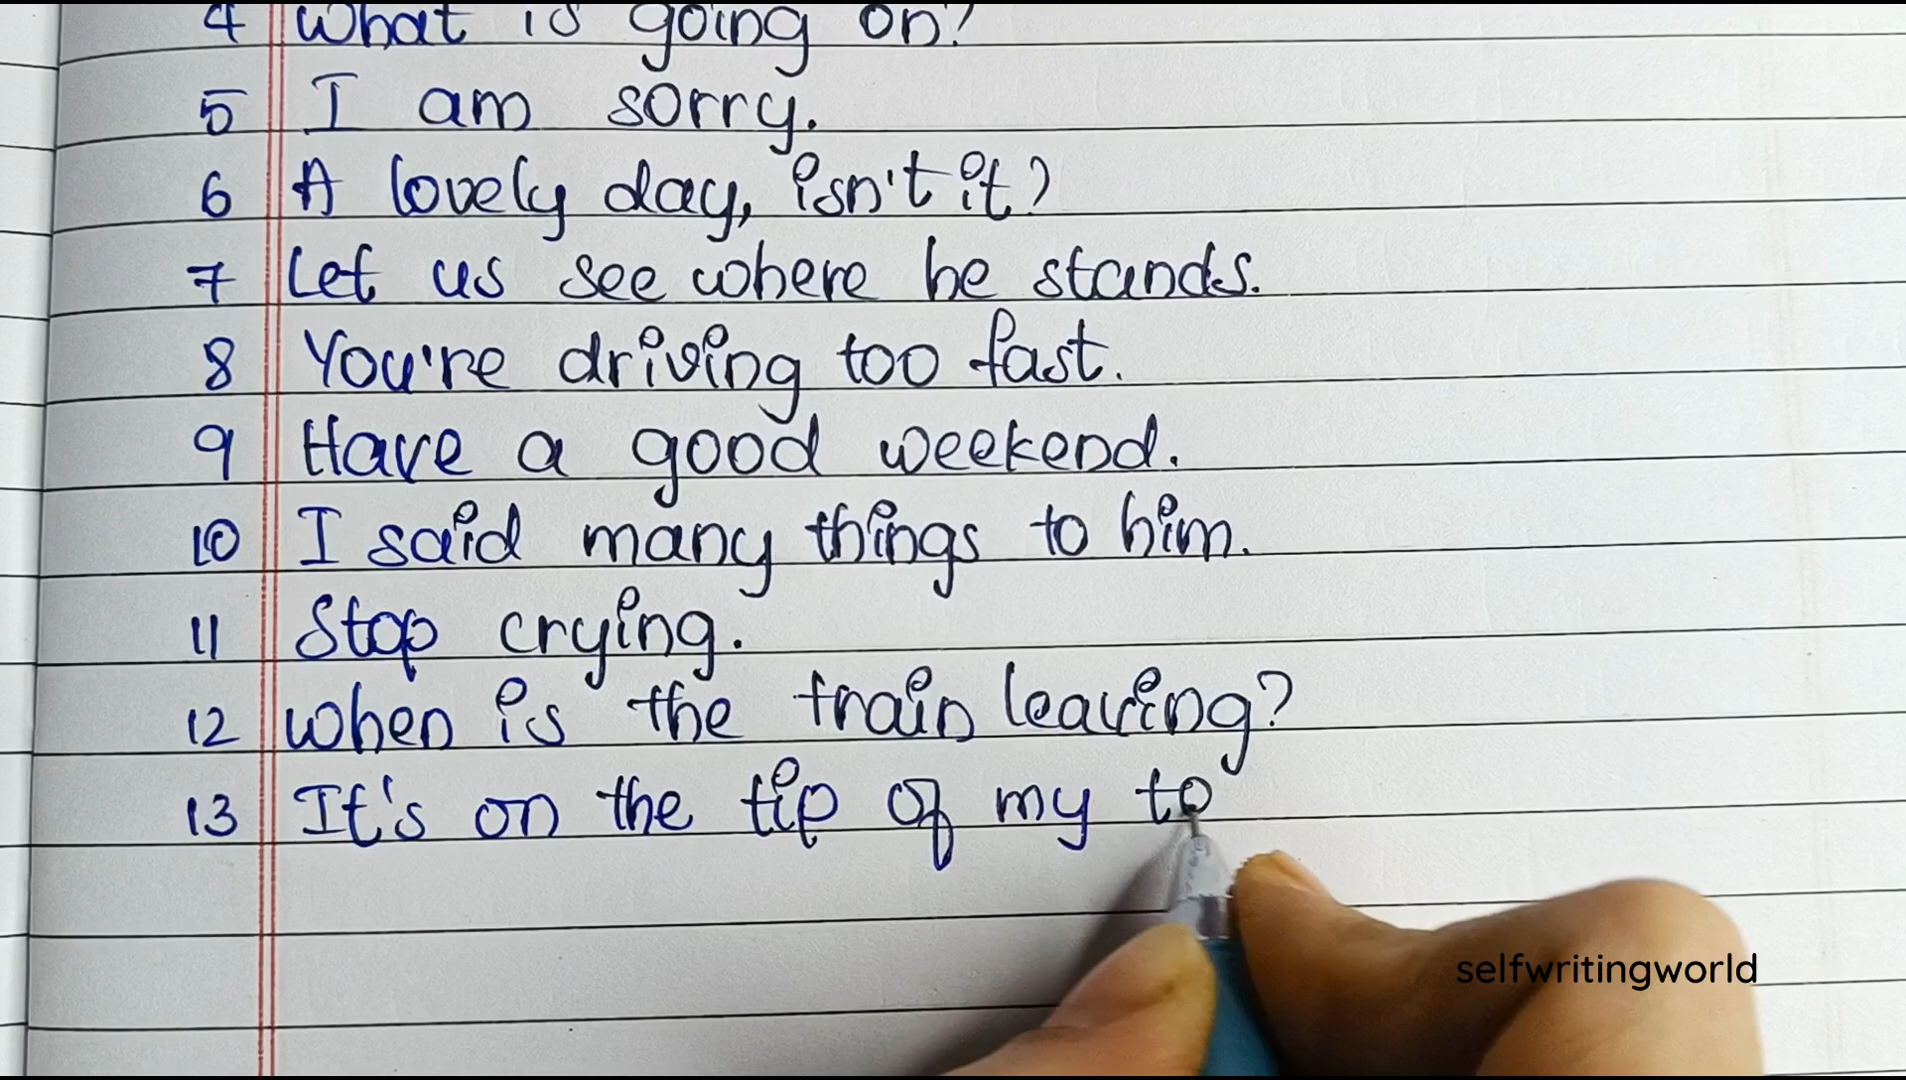 4 What is going on?
5 I am sorry.
6 A lovely day, isn't it?
7 Let us see where he stands.
8 You're driving too fast.
9 Have a good weekend.
10 I said many things to him.
11 Stop crying.
12 when is the train leaving?
13 It's on the tip of my to
selfwritingworld